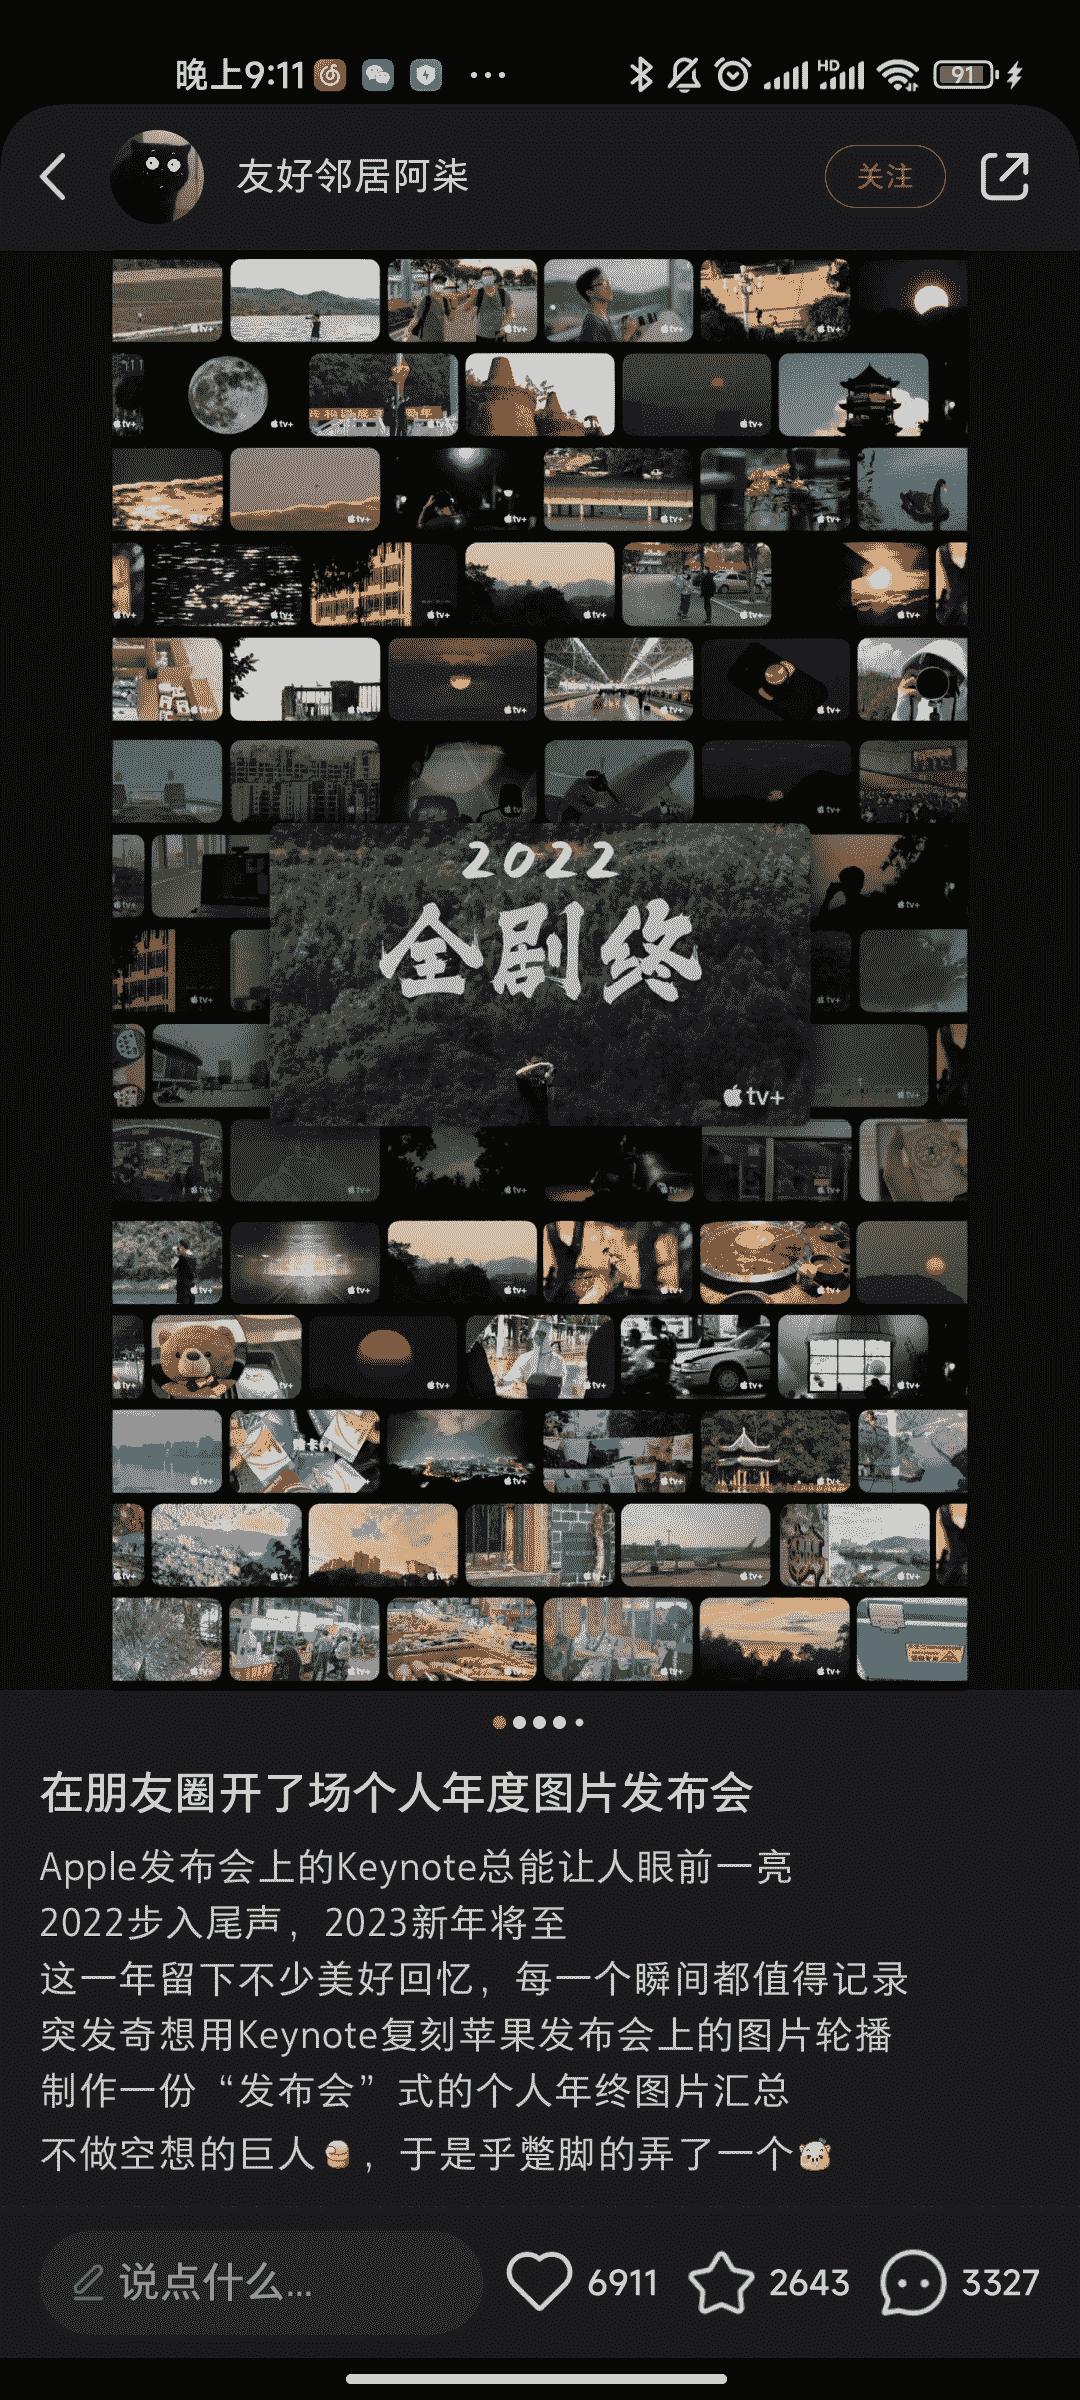 晚上9:11
HD
91
友好邻居阿柒
关注
2022
全剧终
tv+
在朋友圈开了场个人年度图片发布会
Apple发布会上的Keynote总能让人眼前一亮
2022步入尾声，2023新年将至
这一年留下不少美好回忆，每一个瞬间都值得记录
突发奇想用Keynote复刻苹果发布会上的图片轮播
制作一份“发布会”式的个人年终图片汇总
不做空想的巨人，于是乎蹩脚的弄了一个
说点什么...
6911
2643
3327